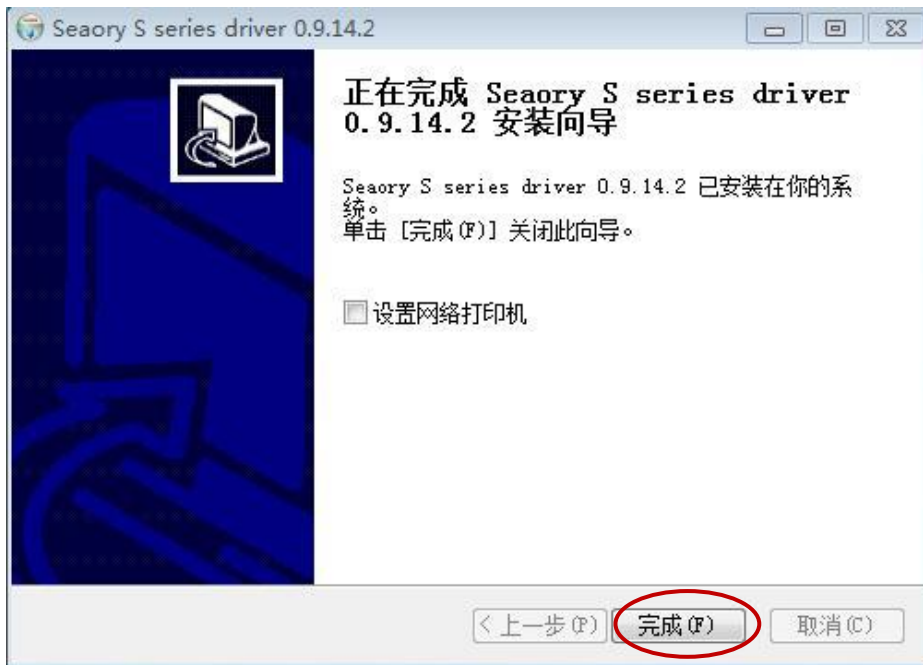 Seaory S series driver 0.9.14.2
正在完成 Seaory S series driver
0.9.14.2 安装向导
Seaory S series driver 0.9.14.2 已安装在你的系
统。
单击 [完成(F)] 关闭此向导。
设置网络打印机
< 上一步(P) 完成(F) 取消(C)